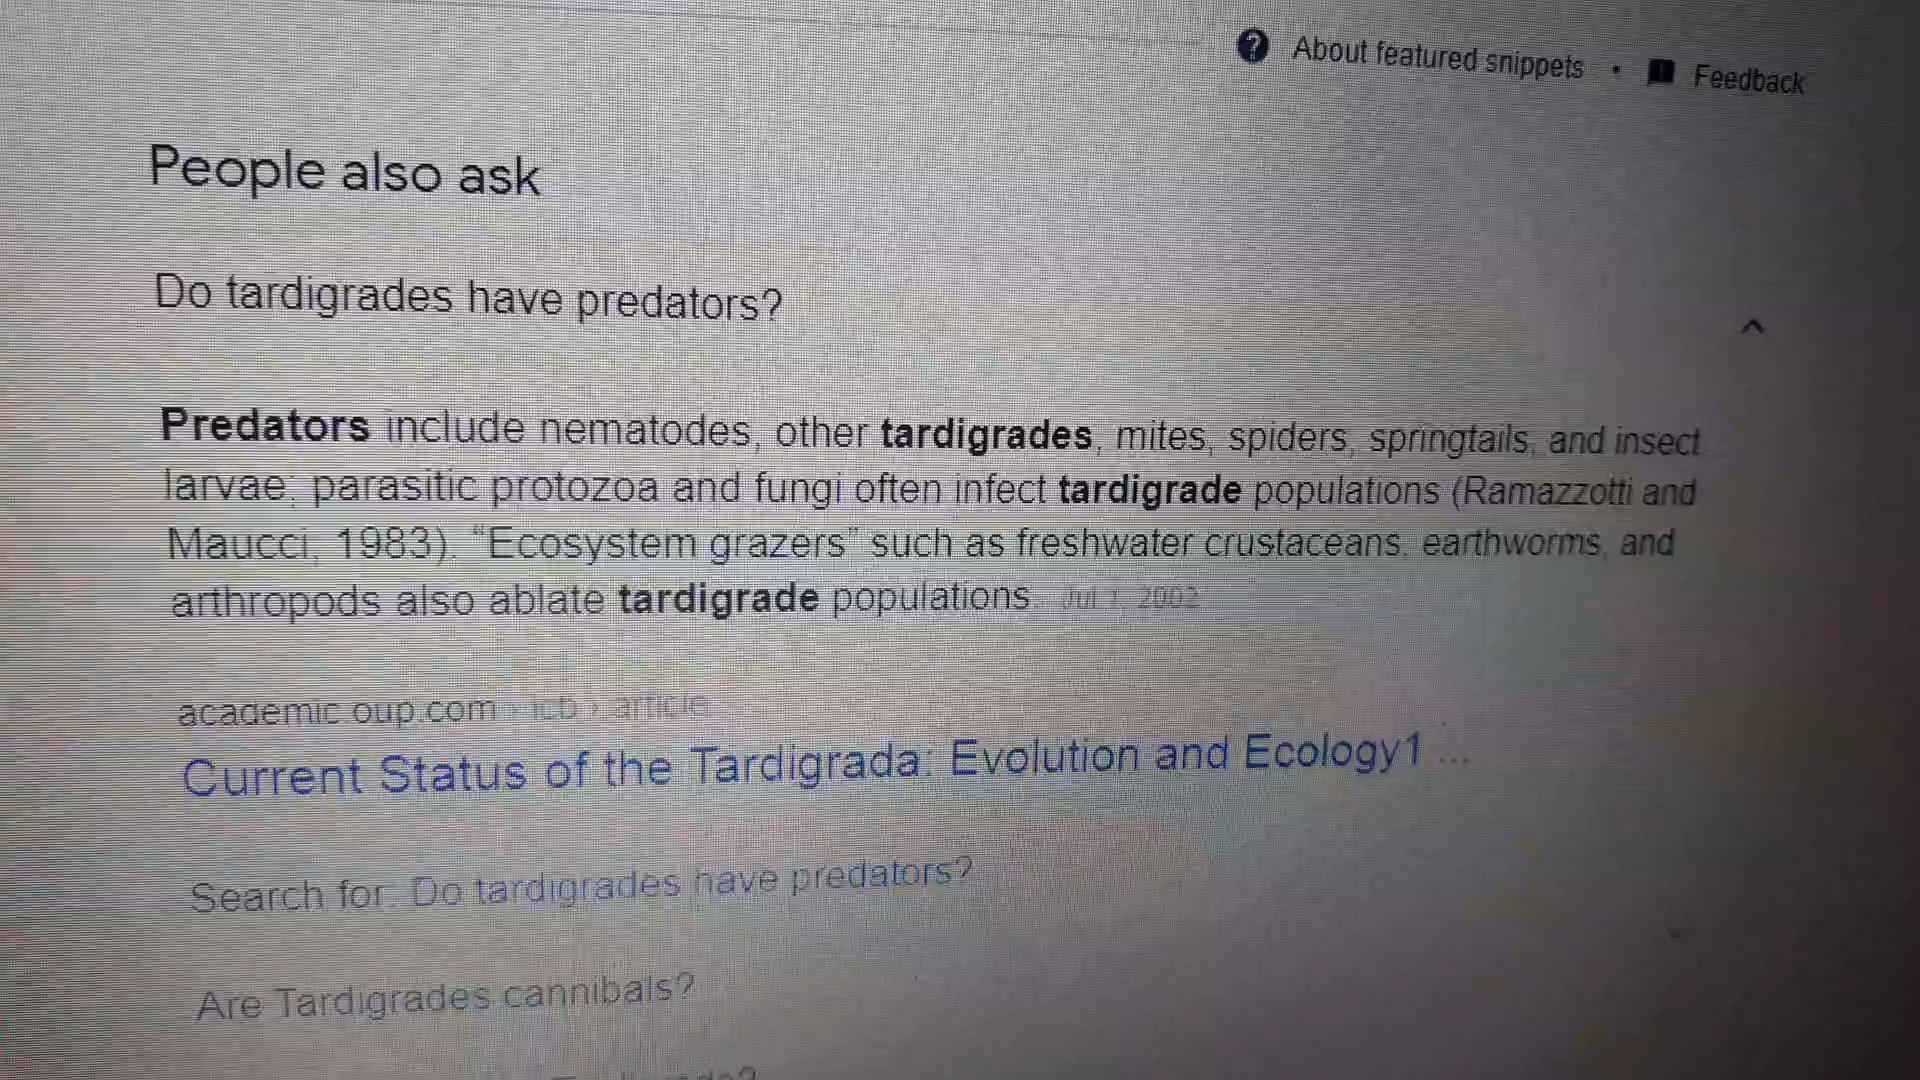 About featured snippets • Feedback
People also ask
Do tardigrades have predators?
Predators include nematodes, other tardigrades, mites, spiders, springtails, and insect
larvae; parasitic protozoa and fungi often infect tardigrade populations (Ramazzotti and
Maucci, 1983). "Ecosystem grazers" such as freshwater crustaceans, earthworms, and
arthropods also ablate tardigrade populations. Jul 1, 2002
academic.oup.com › icb › article
Current Status of the Tardigrada: Evolution and Ecology1 ...
Search for: Do tardigrades have predators?
Are Tardigrades cannibals?